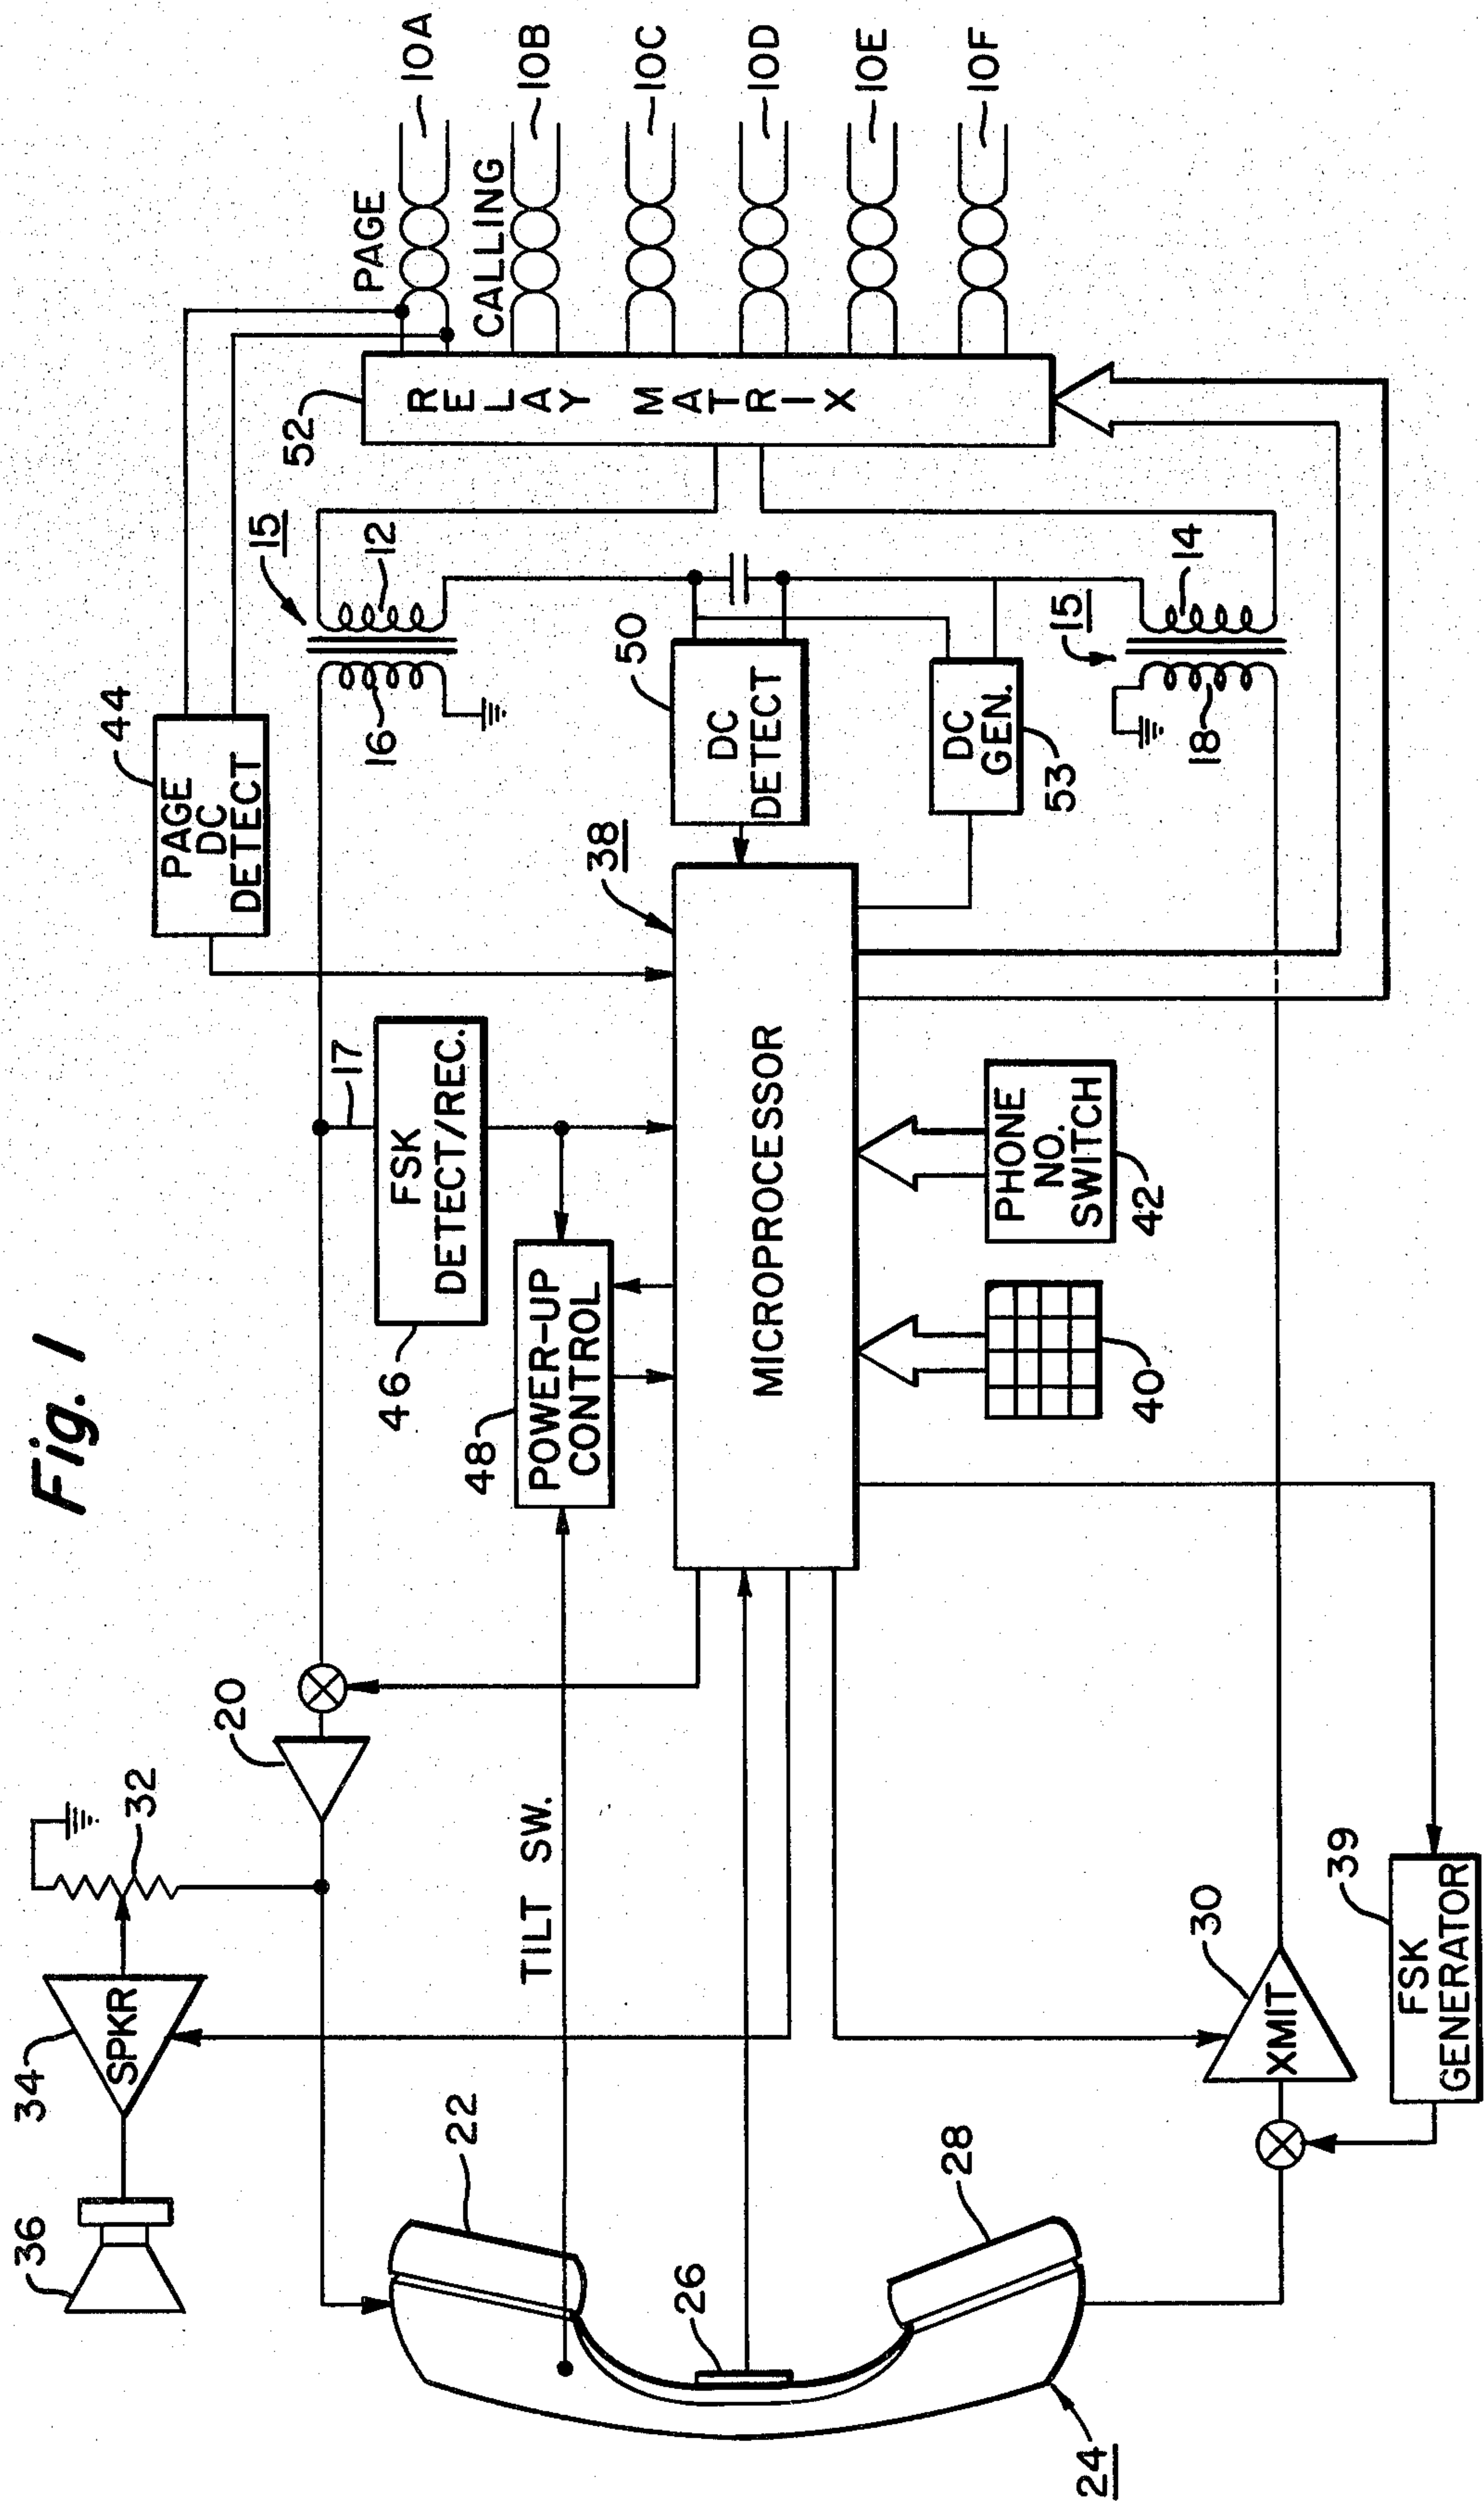 Fig. 1
36
34
SPKR
32
20
44
PAGE
DC
DETECT
15
12
16
17
FSK
DETECT/REC.
46
48
POWER-UP
CONTROL
TILT SW.
22
26
28
24
MICROPROCESSOR
38
50
DC
DETECT
DC
GEN.
53
15
14
18
52
RELAY MATRIX
PAGE
10A
CALLING
10B
10C
10D
10E
10F
40
PHONE
NO.
SWITCH
42
30
XMIT
39
FSK
GENERATOR